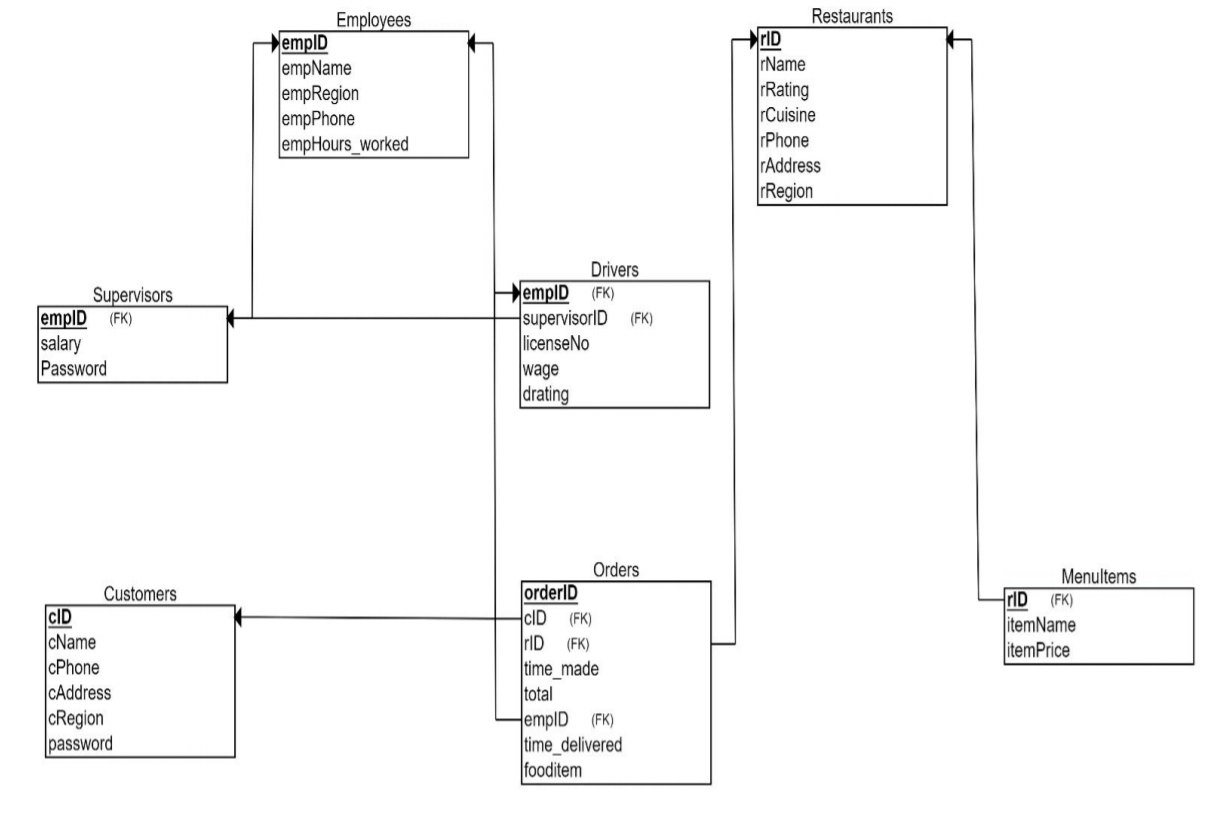 Employees
empID
empName
empRegion
empPhone
empHours_worked
Restaurants
rID
rName
rRating
rCuisine
rPhone
rAddress
rRegion
Supervisors
empID (FK)
salary
Password
Drivers
empID (FK)
supervisorID (FK)
licenseNo
wage
drating
Customers
cID
cName
cPhone
cAddress
cRegion
password
Orders
orderID
cID (FK)
rID (FK)
time_made
total
empID (FK)
time_delivered
fooditem
MenuItems
rID (FK)
itemName
itemPrice